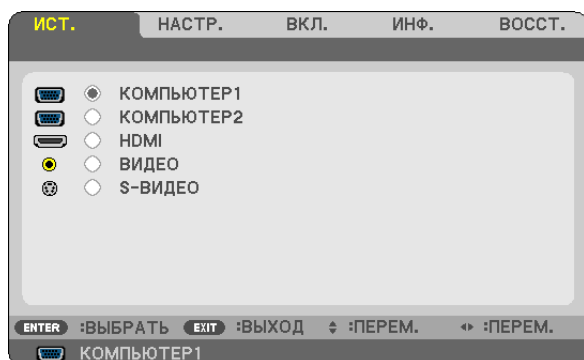 ИСТ. НАСТР. ВКЛ. ИНФ. ВОССТ.
КОМПЬЮТЕР1
КОМПЬЮТЕР2
HDMI
ВИДЕО
S-ВИДЕО
ENTER :ВЫБРАТЬ EXIT :ВЫХОД :ПЕРЕМ. :ПЕРЕМ.
КОМПЬЮТЕР1